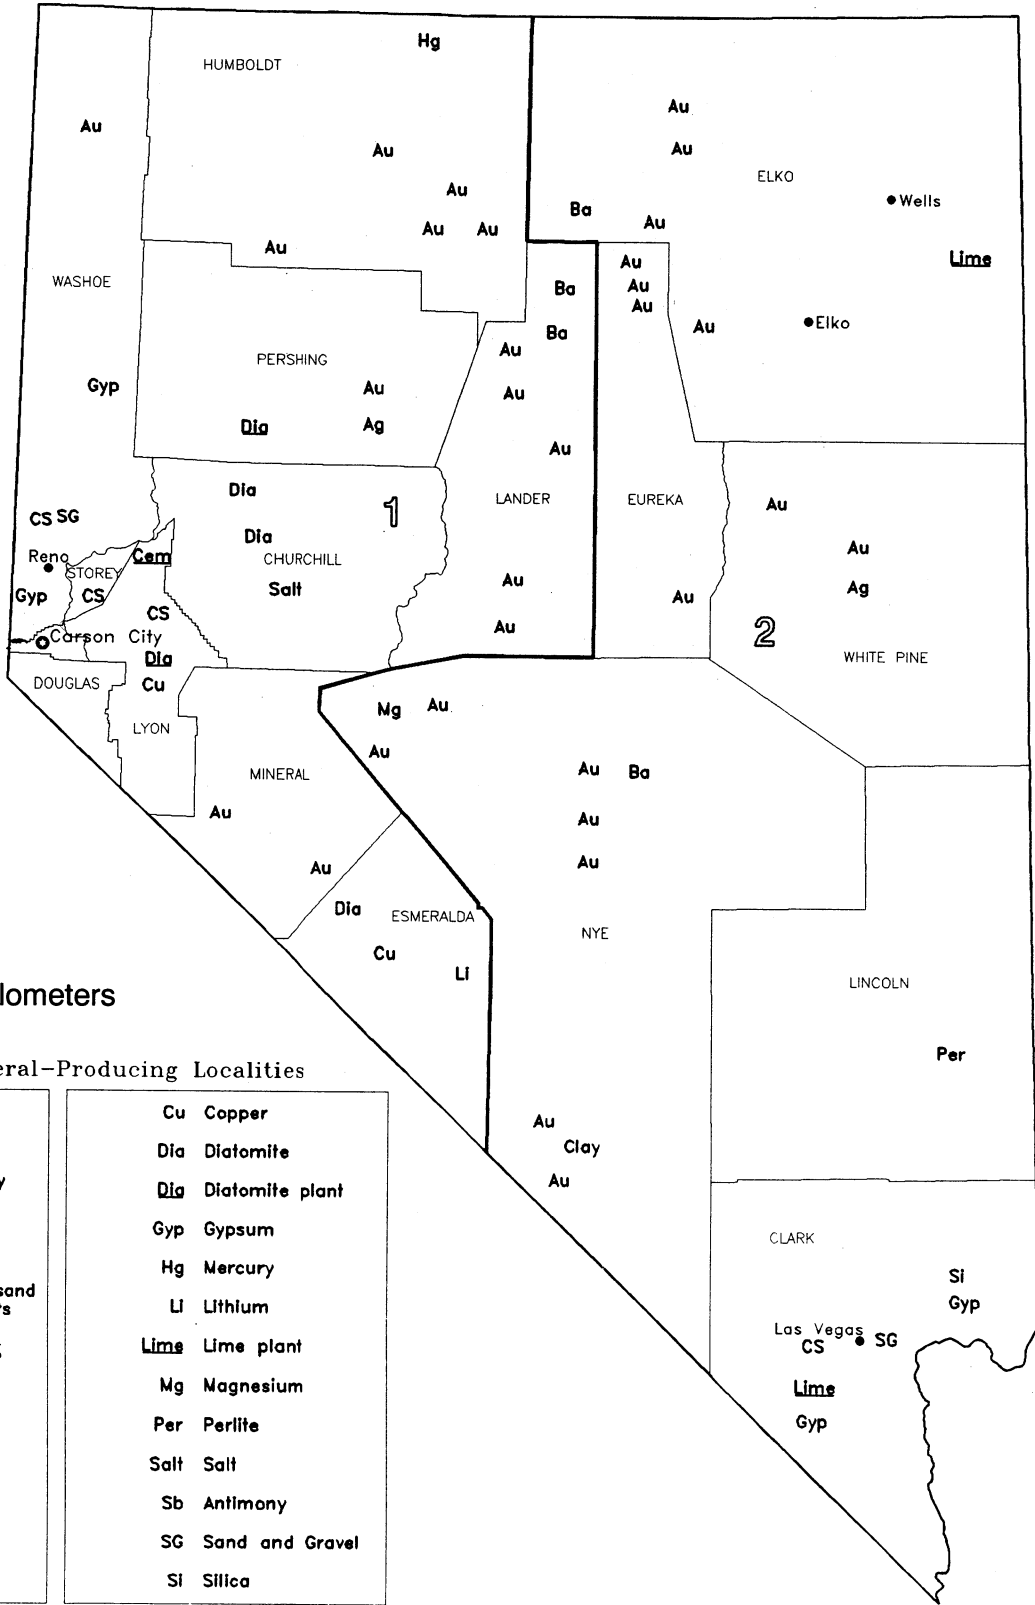 Hg
HUMBOLDT
Au
Au
Au
Au
ELKO
Au
Wells
Au
Ba
Au
Au
Au
Au
WASHOE
Au
Lime
Ba
Au
Au
Ba
Au
Elko
Au
PERSHING
Gyp
Au
Au
Dia
Ag
Au
Dia
1
LANDER
EUREKA
Au
CS SG
Dia
Reno
Cem
CHURCHILL
Au
STOREY
Salt
Au
Ag
Gyp
CS
CS
Au
Au
Carson City
2
Dia
WHITE PINE
DOUGLAS
Cu
Mg
Au
LYON
Au
MINERAL
Au
Ba
Au
Au
Au
Au
Dia
ESMERALDA
NYE
Cu
Li
LINCOLN
lometers
Per
eral-Producing Localities
Cu Copper
Au
Clay
Dia Diatomite
Au
y
Dia Diatomite plant
Gyp Gypsum
CLARK
Hg Mercury
Si
sand
Gyp
Li Lithium
Las Vegas
SG
CS
Lime Lime plant
Mg Magnesium
Lime
Per Perlite
Gyp
Salt Salt
Sb Antimony
SG Sand and Gravel
Si Silica